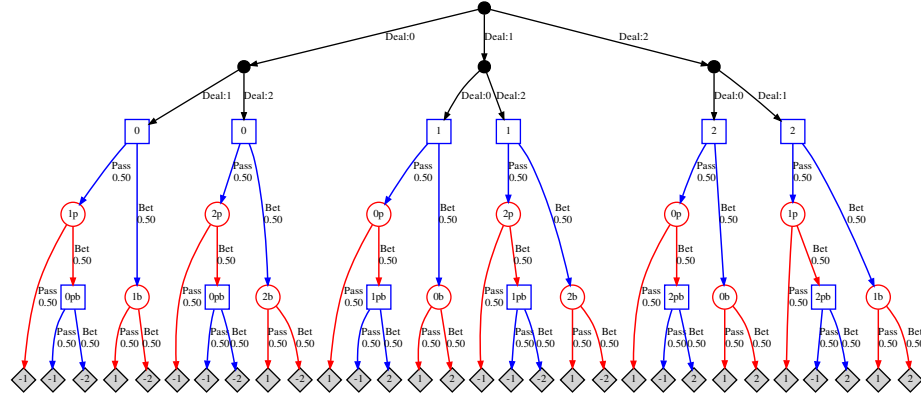 Deal:0 Deal:1 Deal:2
Deal:1 Deal:2 Deal:0 Deal:2 Deal:0 Deal:1
0 0 1 1 2 2
Pass Pass Pass Pass Pass Pass
0.50 0.50 0.50 0.50 0.50 0.50
Bet Bet Bet Bet Bet Bet
0.50 0.50 0.50 0.50 0.50 0.50
1p 2p 0p 2p 0p 1p
Bet Bet Bet Bet Bet Bet
0.50 0.50 0.50 0.50 0.50 0.50
Pass Pass Pass Pass Pass Pass
0.50 0.50 0.50 0.50 0.50 0.50
0pb 1b 0pb 2b 1pb 0b 1pb 2b 2pb 0b 2pb 1b
Pass Bet Pass Bet Pass Bet Pass Bet Pass Bet Pass Bet Pass Bet Pass Bet Pass Bet Pass Bet Pass Bet Pass Bet
0.50 0.50 0.50 0.50 0.50 0.50 0.50 0.50 0.50 0.50 0.50 0.50 0.50 0.50 0.50 0.50 0.50 0.50 0.50 0.50 0.50 0.50 0.50 0.50
-1 -1 -2 1 -2 -1 -1 -2 1 -2 1 -1 2 1 2 -1 -1 -2 1 -2 1 -1 2 1 2 1 -1 2 1 2